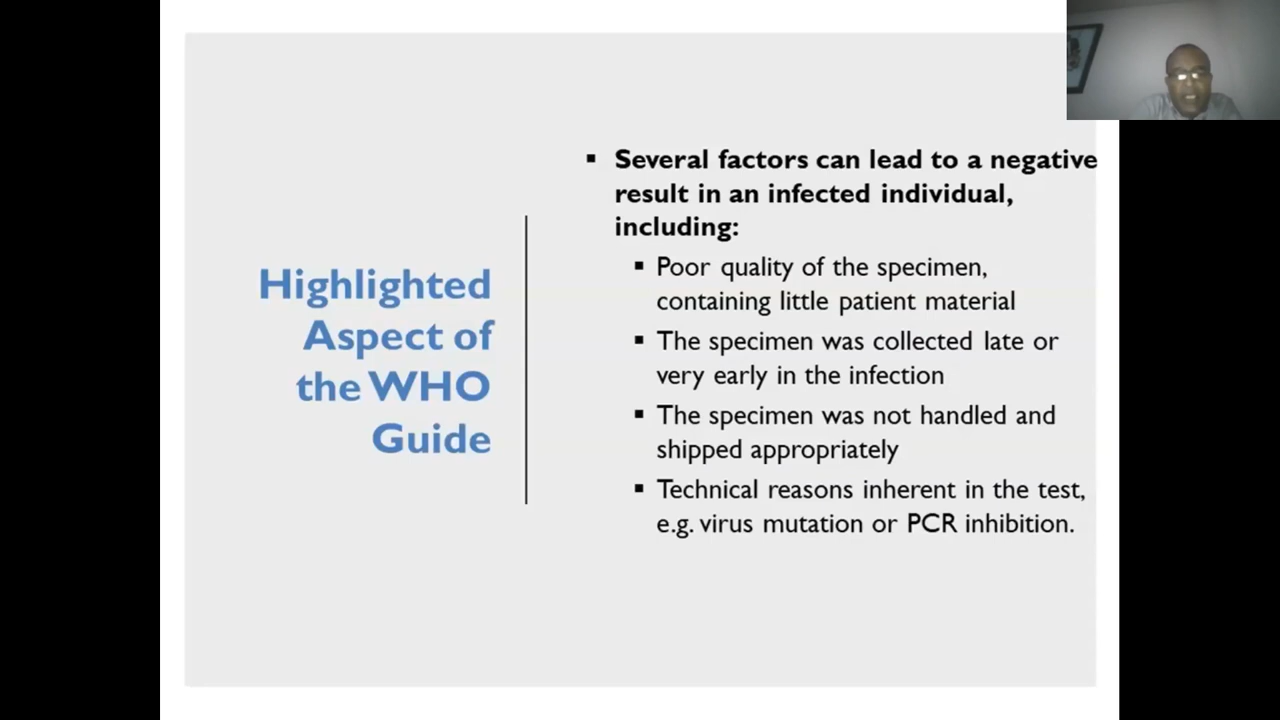 Highlighted
Aspect of
the WHO
Guide
▪ Several factors can lead to a negative
result in an infected individual,
including:
▪ Poor quality of the specimen,
containing little patient material
▪ The specimen was collected late or
very early in the infection
▪ The specimen was not handled and
shipped appropriately
▪ Technical reasons inherent in the test,
e.g. virus mutation or PCR inhibition.